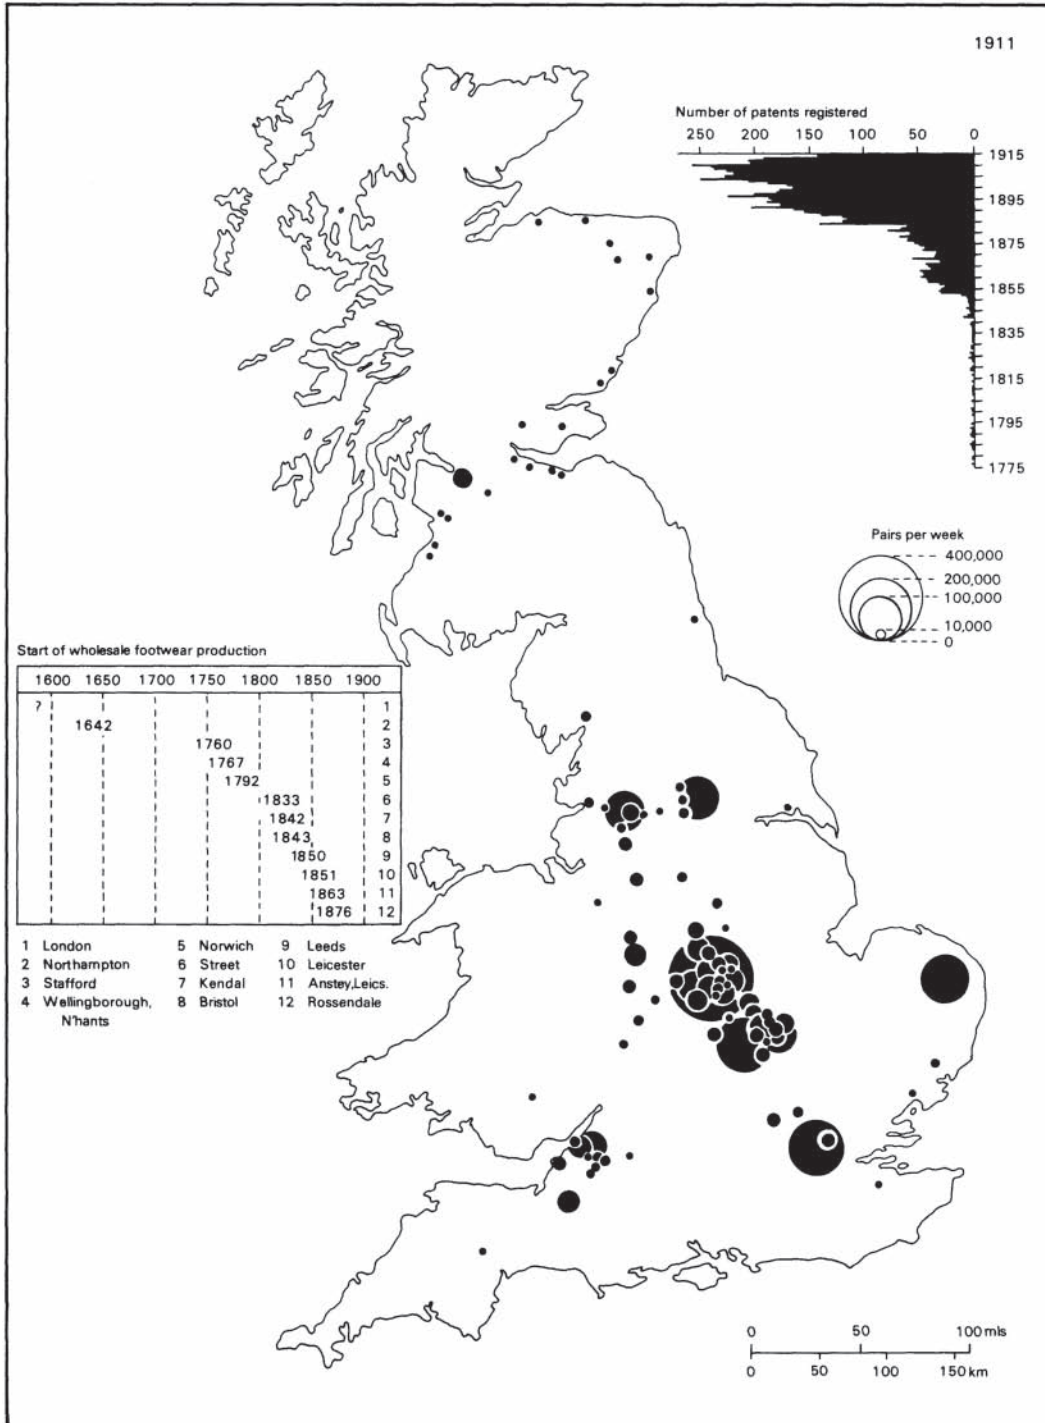 1911
Number of patents registered
250 200 150 100 50 0
1915
1895
1875
1855
1835
1815
1795
1775
Pairs per week
400,000
200,000
100,000
10,000
0
Start of wholesale footwear production
1600 1650 1700 1750 1800 1850 1900
? 1
1642 2
1760 3
1767 4
1792 5
1833 6
1842 7
1843 8
1850 9
1851 10
1863 11
1876 12
1 London 5 Norwich 9 Leeds
2 Northampton 6 Street 10 Leicester
3 Stafford 7 Kendal 11 Anstey,Leics.
4 Wellingborough, 8 Bristol 12 Rossendale
N'hants
0 50 100 mls
0 50 100 150 km